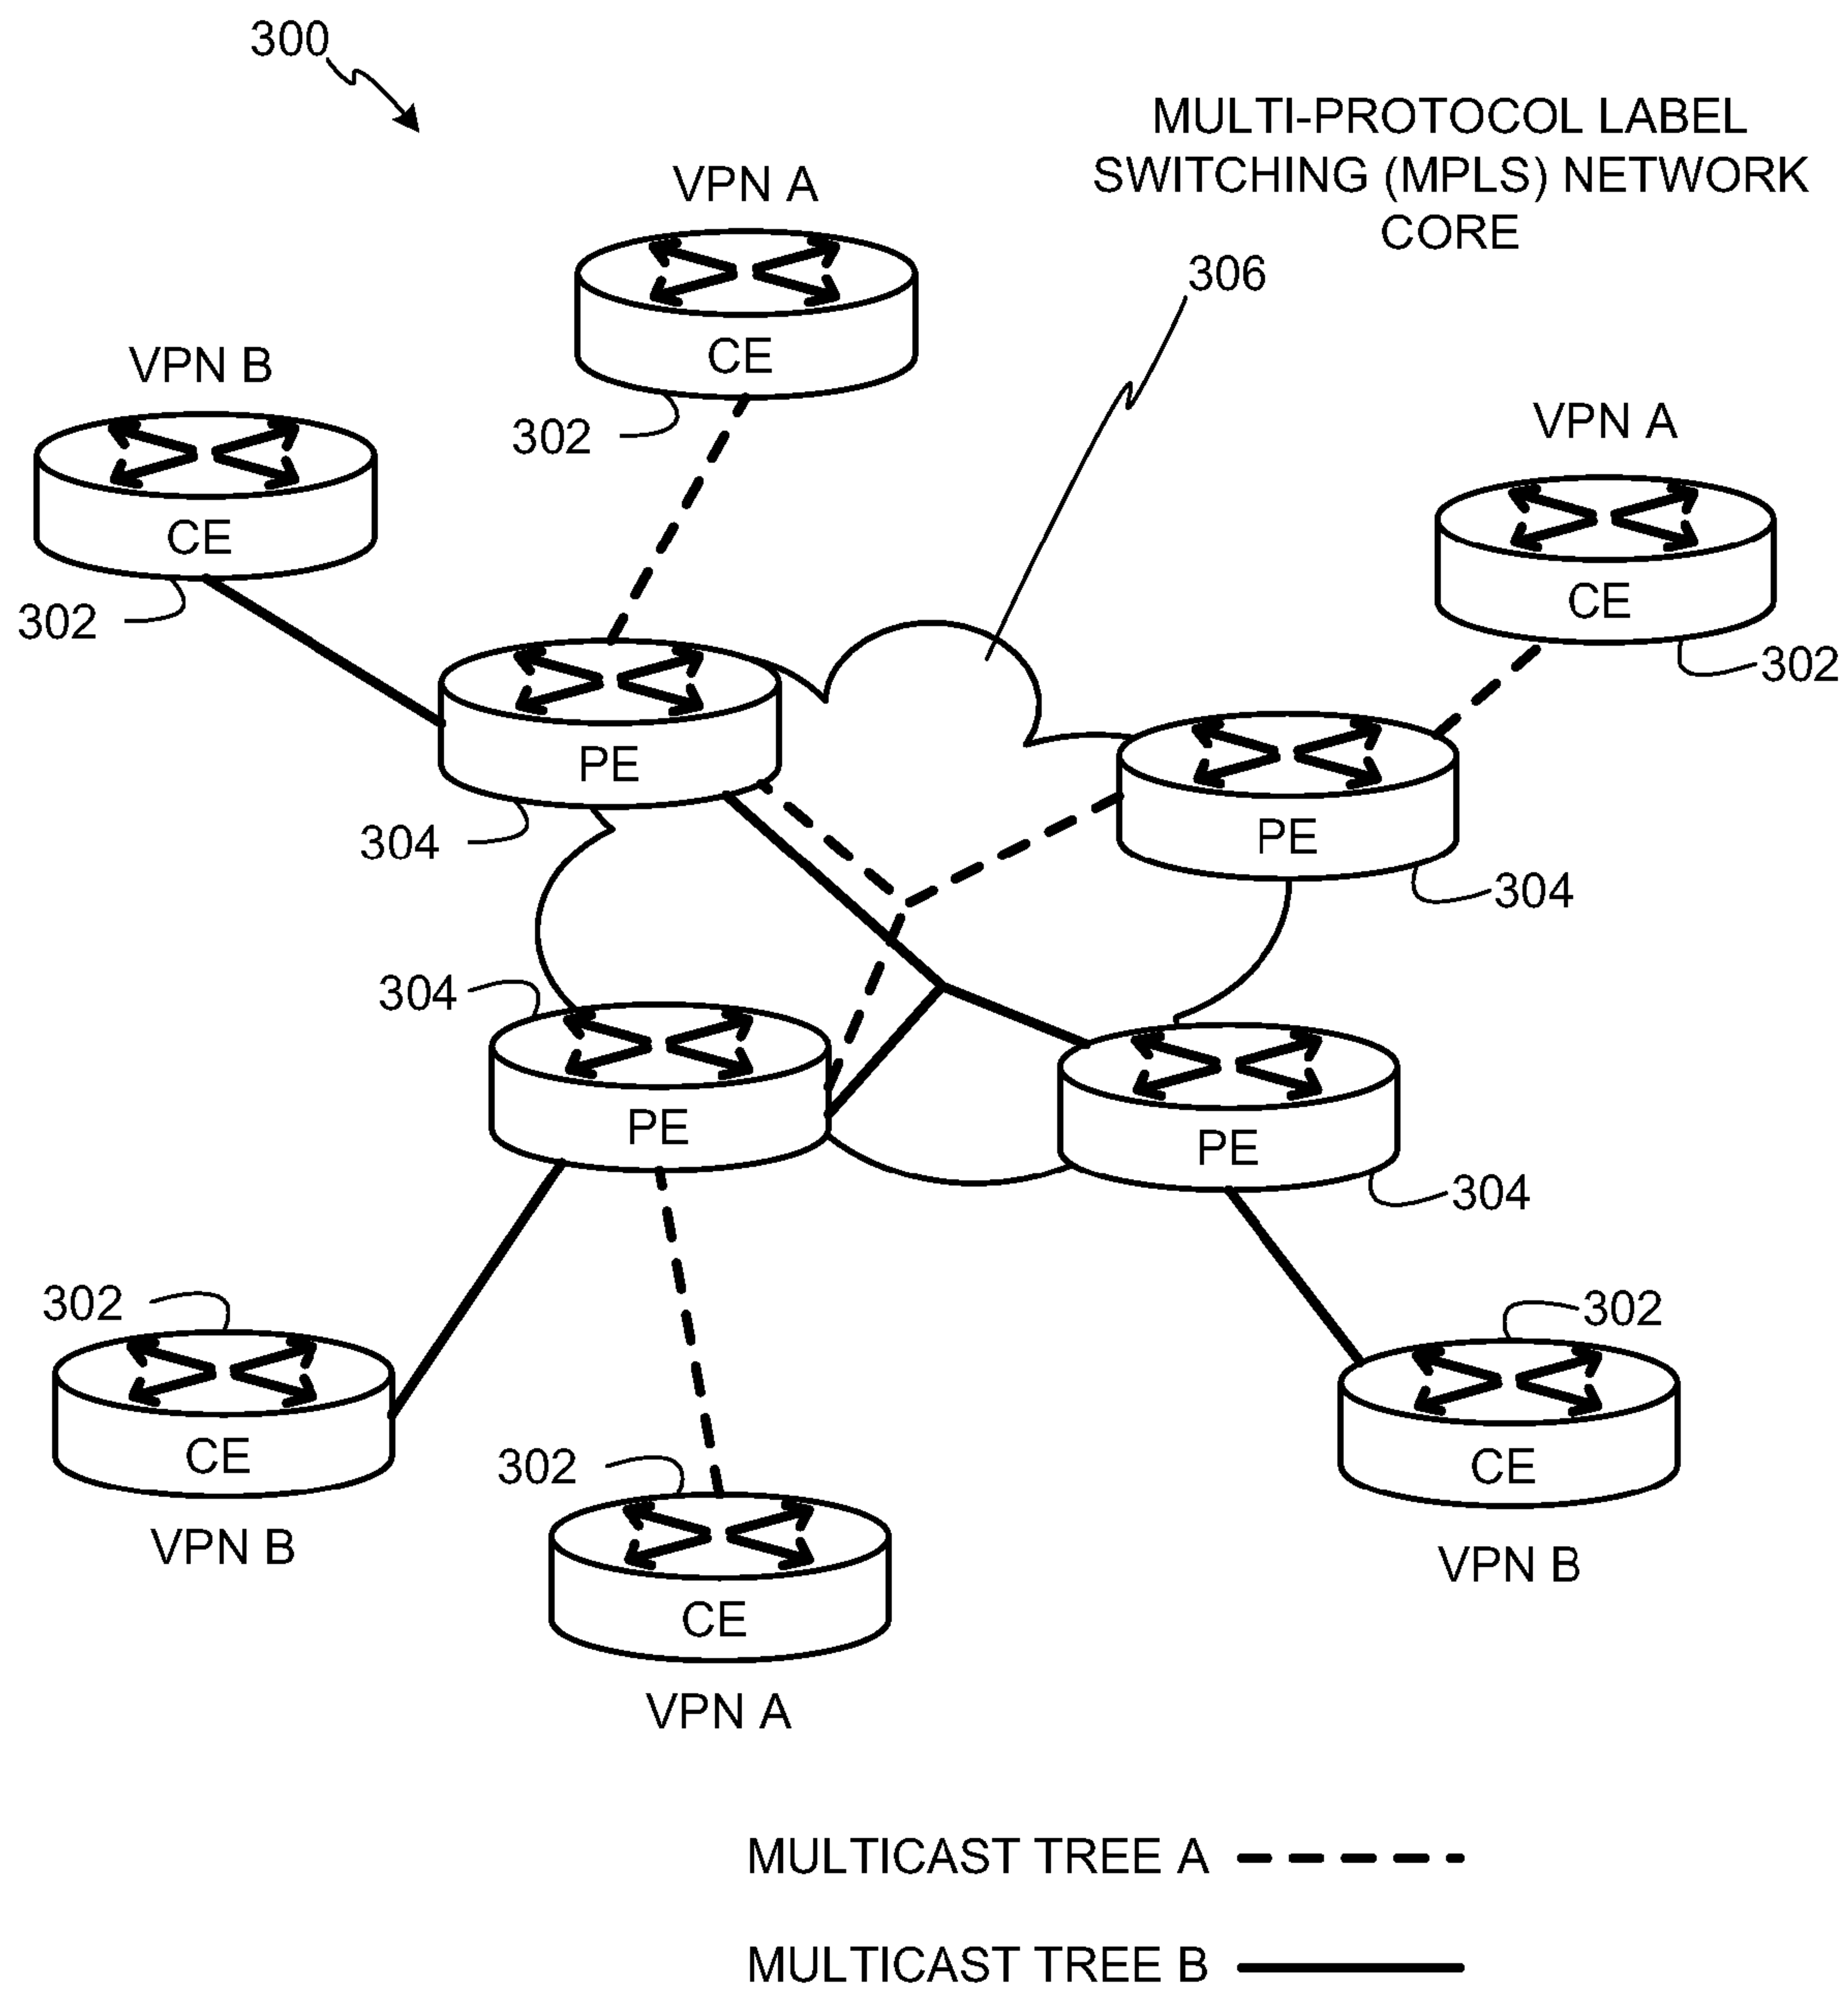 300
MULTI-PROTOCOL LABEL
SWITCHING (MPLS) NETWORK
CORE
306
VPN A
CE
302
VPN B
CE
302
VPN A
CE
302
PE
304
PE
304
304
PE
PE
304
302
CE
VPN B
302
CE
VPN A
302
CE
VPN B
MULTICAST TREE A
MULTICAST TREE B